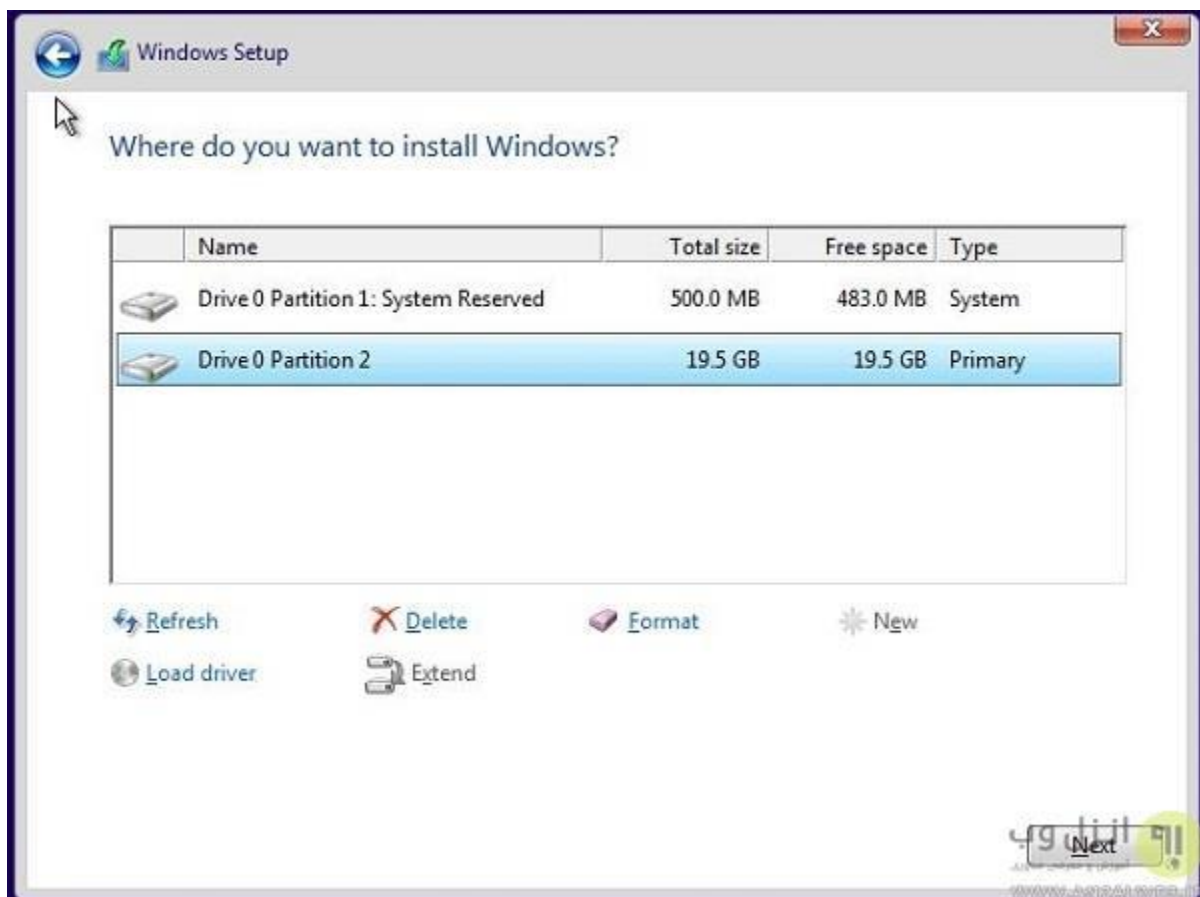 Windows Setup
Where do you want to install Windows?
Name Total size Free space Type
Drive 0 Partition 1: System Reserved 500.0 MB 483.0 MB System
Drive 0 Partition 2 19.5 GB 19.5 GB Primary
Refresh Delete Format New
Load driver Extend
انزل وب
Next